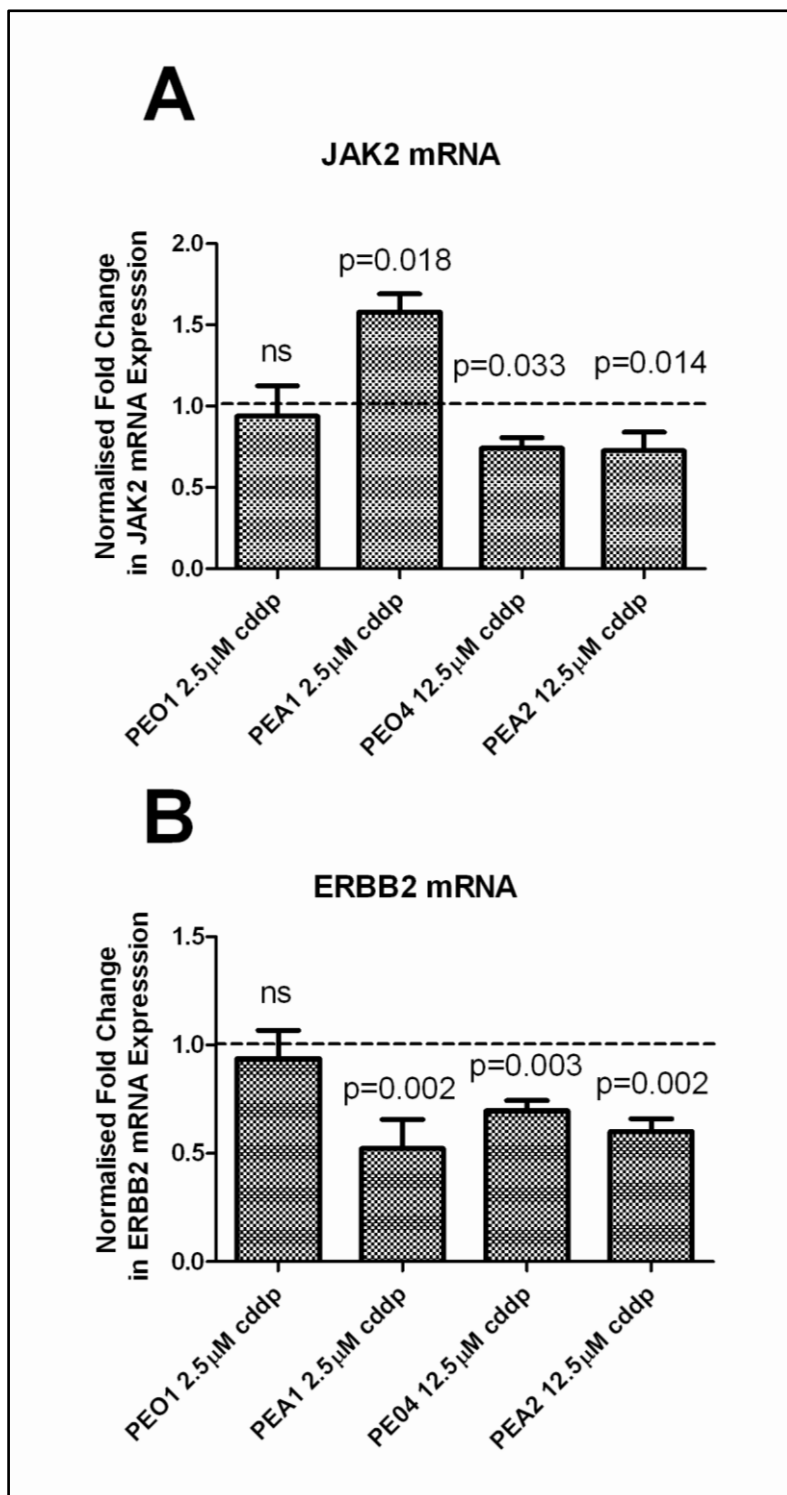 A
JAK2 mRNA
Normalised Fold Change
in JAK2 mRNA Expresssion
2.0
1.5
1.0
0.5
0.0
ns
p=0.018
p=0.033
p=0.014
PEO1 2.5μM cddp
PEA1 2.5μM cddp
PEO4 12.5μM cddp
PEA2 12.5μM cddp
B
ERBB2 mRNA
Normalised Fold Change
in ERBB2 mRNA Expresssion
1.5
1.0
0.5
0.0
ns
p=0.002
p=0.003
p=0.002
PEO1 2.5μM cddp
PEA1 2.5μM cddp
PE04 12.5μM cddp
PEA2 12.5μM cddp